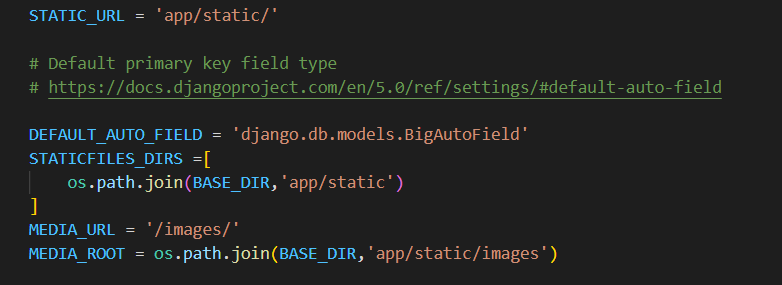 STATIC_URL = 'app/static/'
# Default primary key field type
# https://docs.djangoproject.com/en/5.0/ref/settings/#default-auto-field
DEFAULT_AUTO_FIELD = 'django.db.models.BigAutoField'
STATICFILES_DIRS =[
    os.path.join(BASE_DIR,'app/static')
]
MEDIA_URL = '/images/'
MEDIA_ROOT = os.path.join(BASE_DIR,'app/static/images')